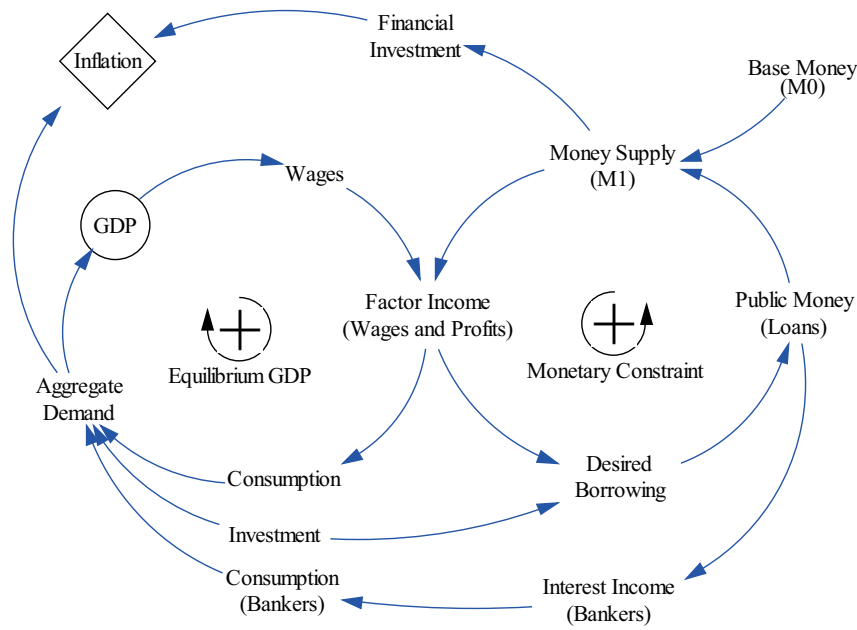 Financial
Investment
Inflation
Base Money
(M0)
Money Supply
(M1)
Wages
GDP
Factor Income
(Wages and Profits)
Public Money
(Loans)
Equilibrium GDP
Monetary Constraint
Aggregate
Demand
Consumption
Desired
Borrowing
Investment
Consumption
(Bankers)
Interest Income
(Bankers)